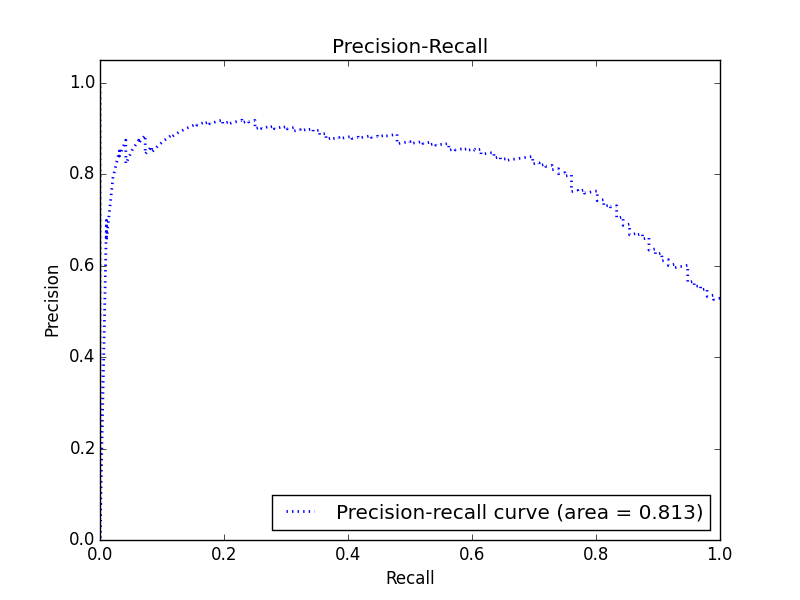 Precision-Recall
1.0
0.8
0.6
0.4
0.2
0.0
Precision
0.0 0.2 0.4 0.6 0.8 1.0
Recall
Precision-recall curve (area = 0.813)